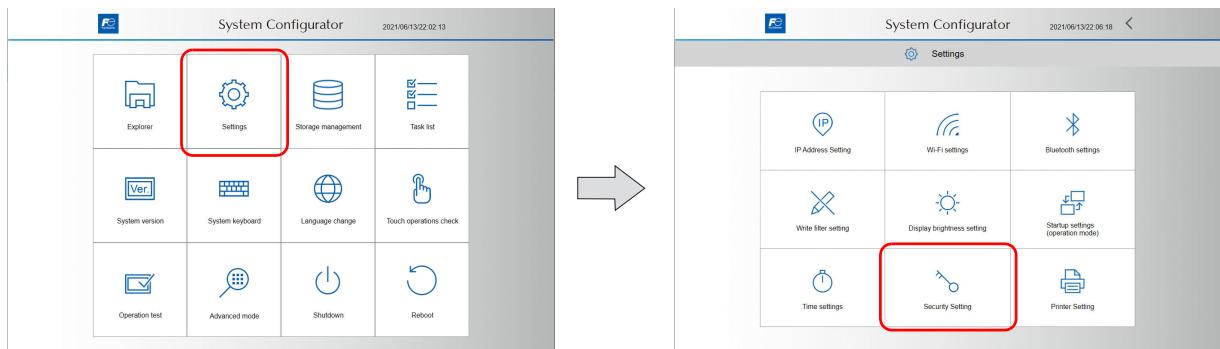 Fe
System Configurator
2021/06/13/22:02:13
Explorer
Settings
Storage management
Task list
Ver.
System version
System keyboard
Language change
Touch operations check
Operation test
Advanced mode
Shutdown
Reboot
Fe
System Configurator
2021/06/13/22:06:18
Settings
IP
IP Address Setting
Wi-Fi settings
Bluetooth settings
Write filter setting
Display brightness setting
Startup settings
(operation mode)
Time settings
Security Setting
Printer Setting